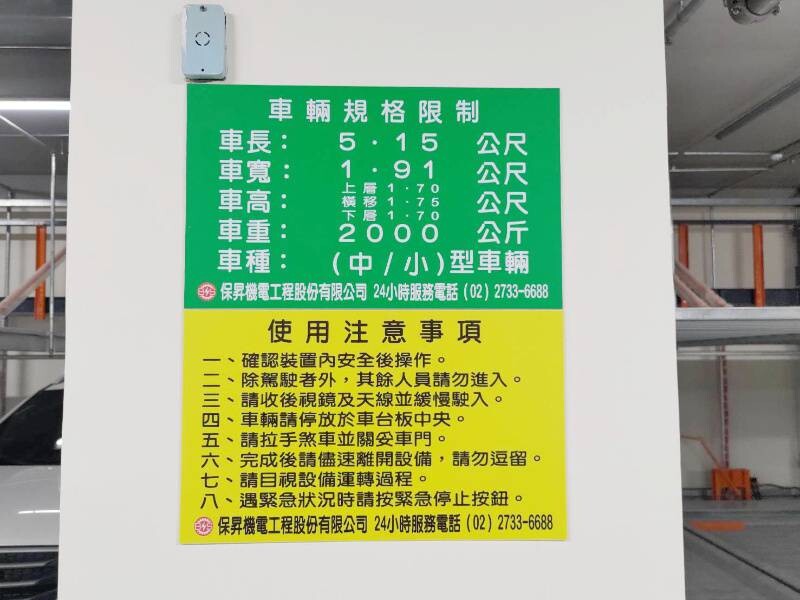 車輛規格限制
車長： 5．15 公尺
車寬： 1．91 公尺
上層1．70
車高： 橫移1．75 公尺
下層1．70
車重： 2000 公斤
車種： （中/小）型車輛
保昇機電工程股份有限公司 24小時服務電話（02）2733-6688
使用注意事項
一、確認裝置內安全後操作。
二、除駕駛者外，其餘人員請勿進入。
三、請收後視鏡及天線並緩慢駛入。
四、車輛請停放於車台板中央。
五、請拉手煞車並關妥車門。
六、完成後請儘速離開設備，請勿逗留。
七、請目視設備運轉過程。
八、遇緊急狀況時請按緊急停止按鈕。
保昇機電工程股份有限公司 24小時服務電話（02）2733-6688